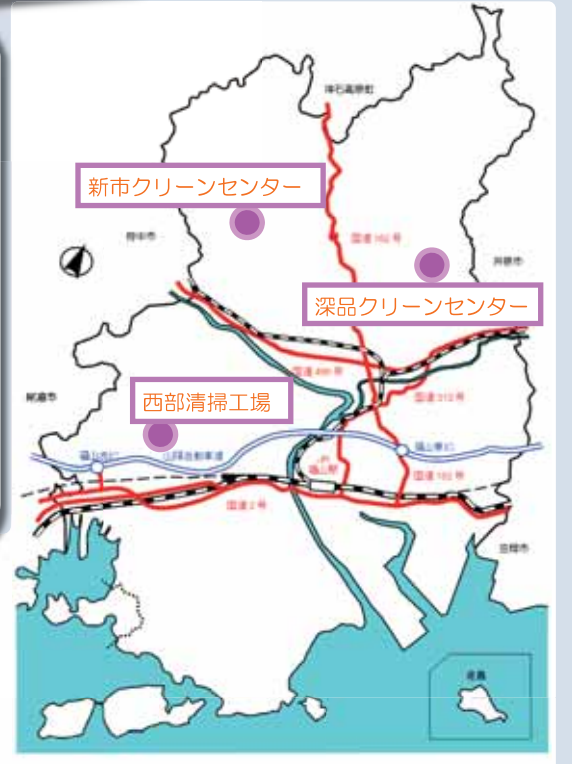 神石高原町
新市クリーンセンター
府中市
国道182号
井原市
深品クリーンセンター
国道486号
尾道市
西部清掃工場
国道313号
福山西IC
山陽自動車道
福山東IC
JR
福山駅
国道182号
国道2号
笠岡市
走島